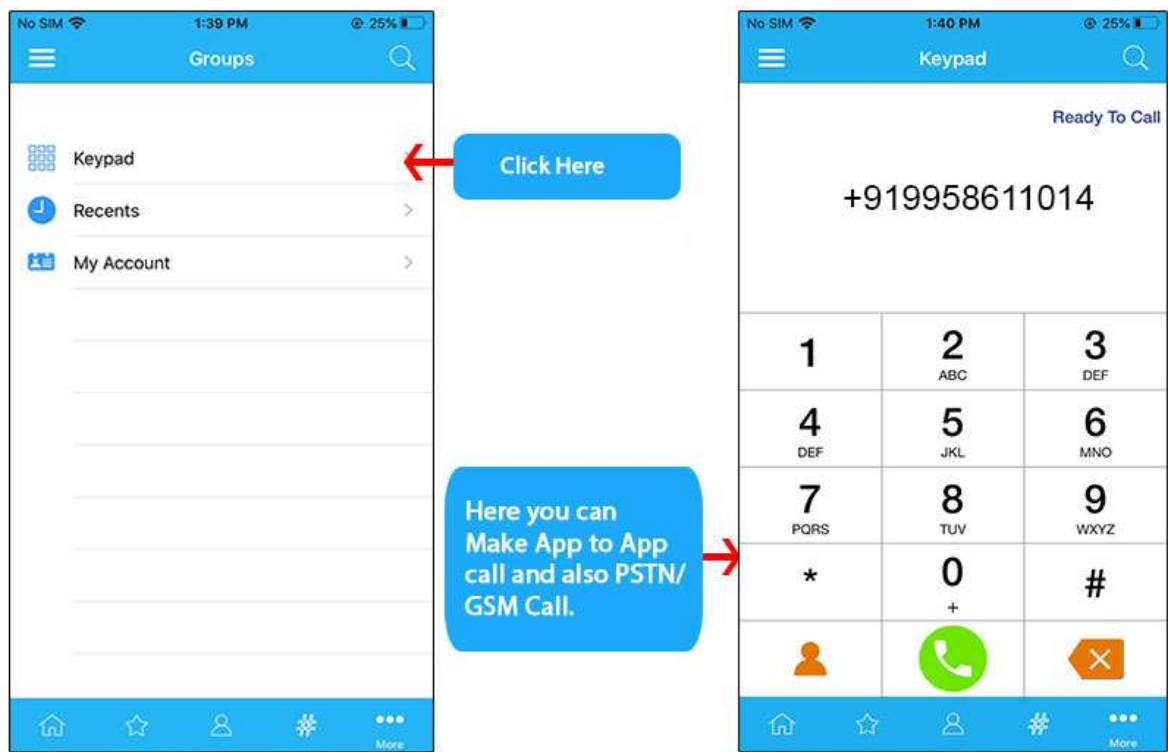 No SIM 1:39 PM 25%
Groups
Keypad
Recents
My Account
More
Click Here
Here you can
Make App to App
call and also PSTN/
GSM Call.
No SIM 1:40 PM 25%
Keypad
Ready To Call
+919958611014
1 2 3
ABC DEF
4 5 6
DEF JKL MNO
7 8 9
PQRS TUV WXYZ
* 0 #
+
#
More